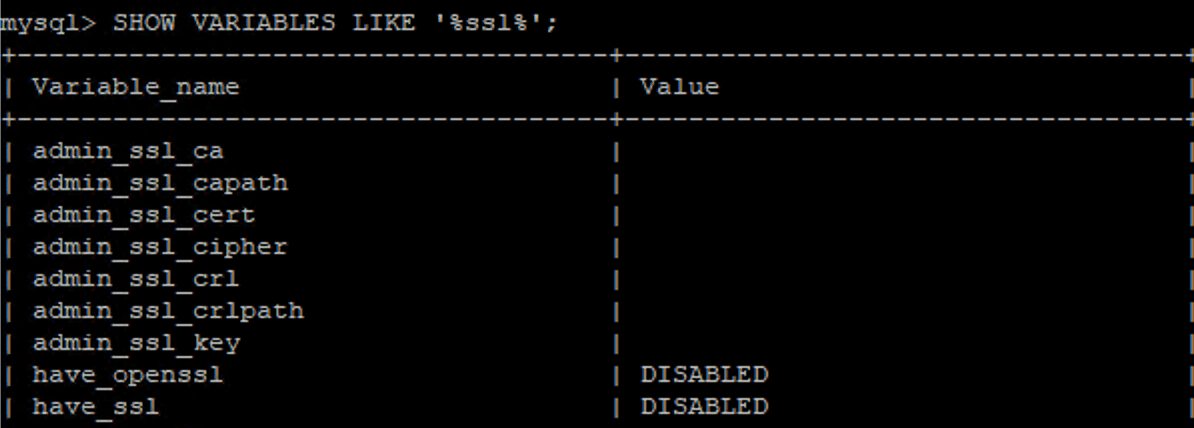 mysql> SHOW VARIABLES LIKE '%ssl%';
+-------------------------------------+-----------------------------------+
| Variable_name | Value |
+-------------------------------------+-----------------------------------+
| admin_ssl_ca | |
| admin_ssl_capath | |
| admin_ssl_cert | |
| admin_ssl_cipher | |
| admin_ssl_crl | |
| admin_ssl_crlpath | |
| admin_ssl_key | |
| have_openssl | DISABLED |
| have_ssl | DISABLED |